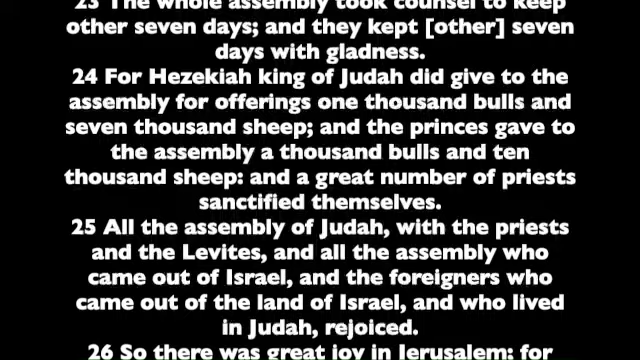 23 The whole assembly took counsel to keep
other seven days; and they kept [other] seven
days with gladness.
24 For Hezekiah king of Judah did give to the
assembly for offerings one thousand bulls and
seven thousand sheep; and the princes gave to
the assembly a thousand bulls and ten
thousand sheep: and a great number of priests
sanctified themselves.
25 All the assembly of Judah, with the priests
and the Levites, and all the assembly who
came out of Israel, and the foreigners who
came out of the land of Israel, and who lived
in Judah, rejoiced.
26 So there was great joy in Jerusalem; for